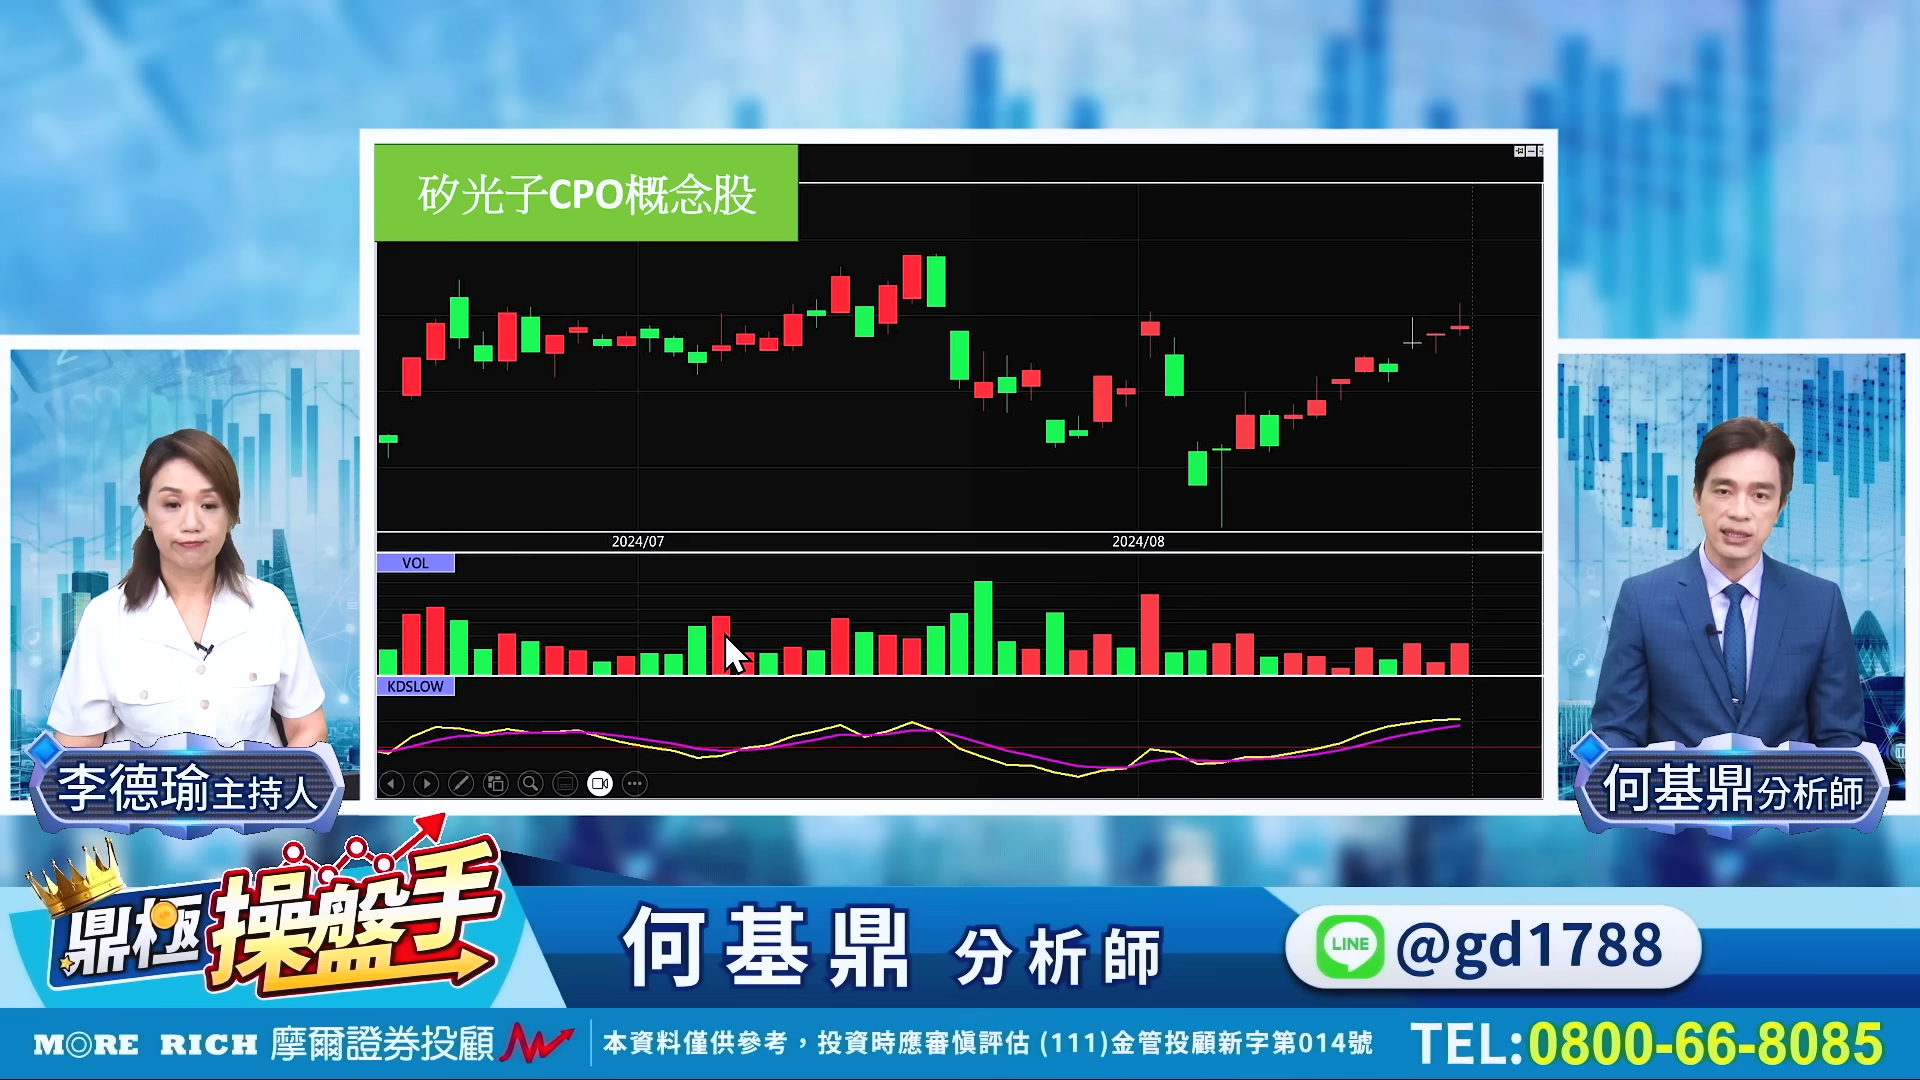 矽光子CPO概念股
2024/07
2024/08
VOL
KDSLOW
李德瑜主持人
何基鼎分析師
鼎極操盤手
何基鼎 分析師
LINE @gd1788
MORE RICH 摩爾證券投顧
本資料僅供參考，投資時應審慎評估 (111)金管投顧新字第014號
TEL:0800-66-8085